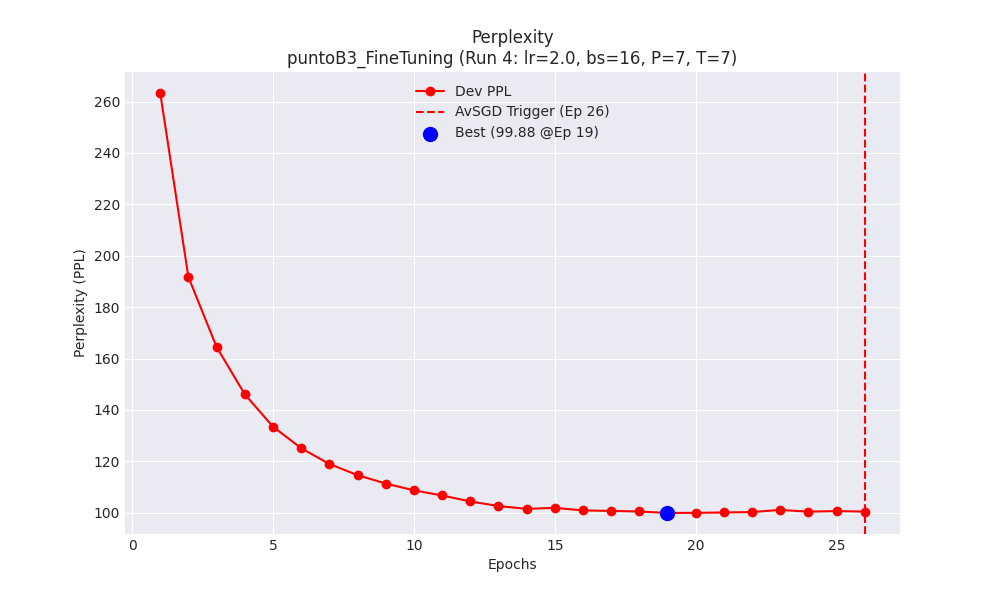 Perplexity
puntoB3_FineTuning (Run 4: lr=2.0, bs=16, P=7, T=7)
Dev PPL
AvSGD Trigger (Ep 26)
Best (99.88 @Ep 19)
Perplexity (PPL)
260
240
220
200
180
160
140
120
100
0 5 10 15 20 25
Epochs